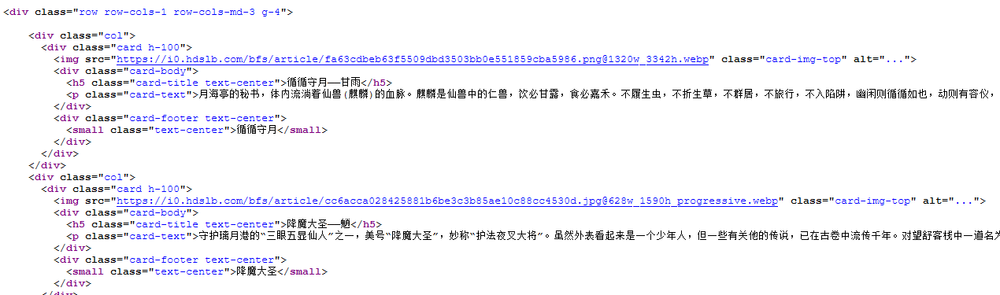 <div class="row row-cols-1 row-cols-md-3 g-4">
<div class="col">
<div class="card h-100">
<img src="https://i0.hdslb.com/bfs/article/fa63cdbeb63f5509dbd3503bb0e551859cba5986.png@1320w_3342h.webp" class="card-img-top" alt="...">
<div class="card-body">
<h5 class="card-title text-center">循循守月——甘雨</h5>
<p class="card-text">月海亭的秘书，体内流淌着仙兽(麒麟)的血脉。麒麟是仙兽中的仁兽，饮必甘露，食必嘉禾。不履生虫，不折生草，不群居，不旅行，不入陷阱，幽闲则循循如也，动则有容仪，
</div>
<div class="card-footer text-center">
<small class="text-center">循循守月</small>
</div>
</div>
</div>
<div class="col">
<div class="card h-100">
<img src="https://i0.hdslb.com/bfs/article/cc6acca028425881b6be3c3b85ae10c88cc4530d.jpg@628w_1590h_progressive.webp" class="card-img-top" alt="...">
<div class="card-body">
<h5 class="card-title text-center">降魔大圣——魈</h5>
<p class="card-text">守护璃月港的“三眼五显仙人”之一，美号“降魔大圣”，妙称“护法夜叉大将”。虽然外表看起来是一个少年人，但一些有关他的传说，已在古卷中流传千年。对望舒客栈中一道名为
</div>
<div class="card-footer text-center">
<small class="text-center">降魔大圣</small>
</div>
</div>